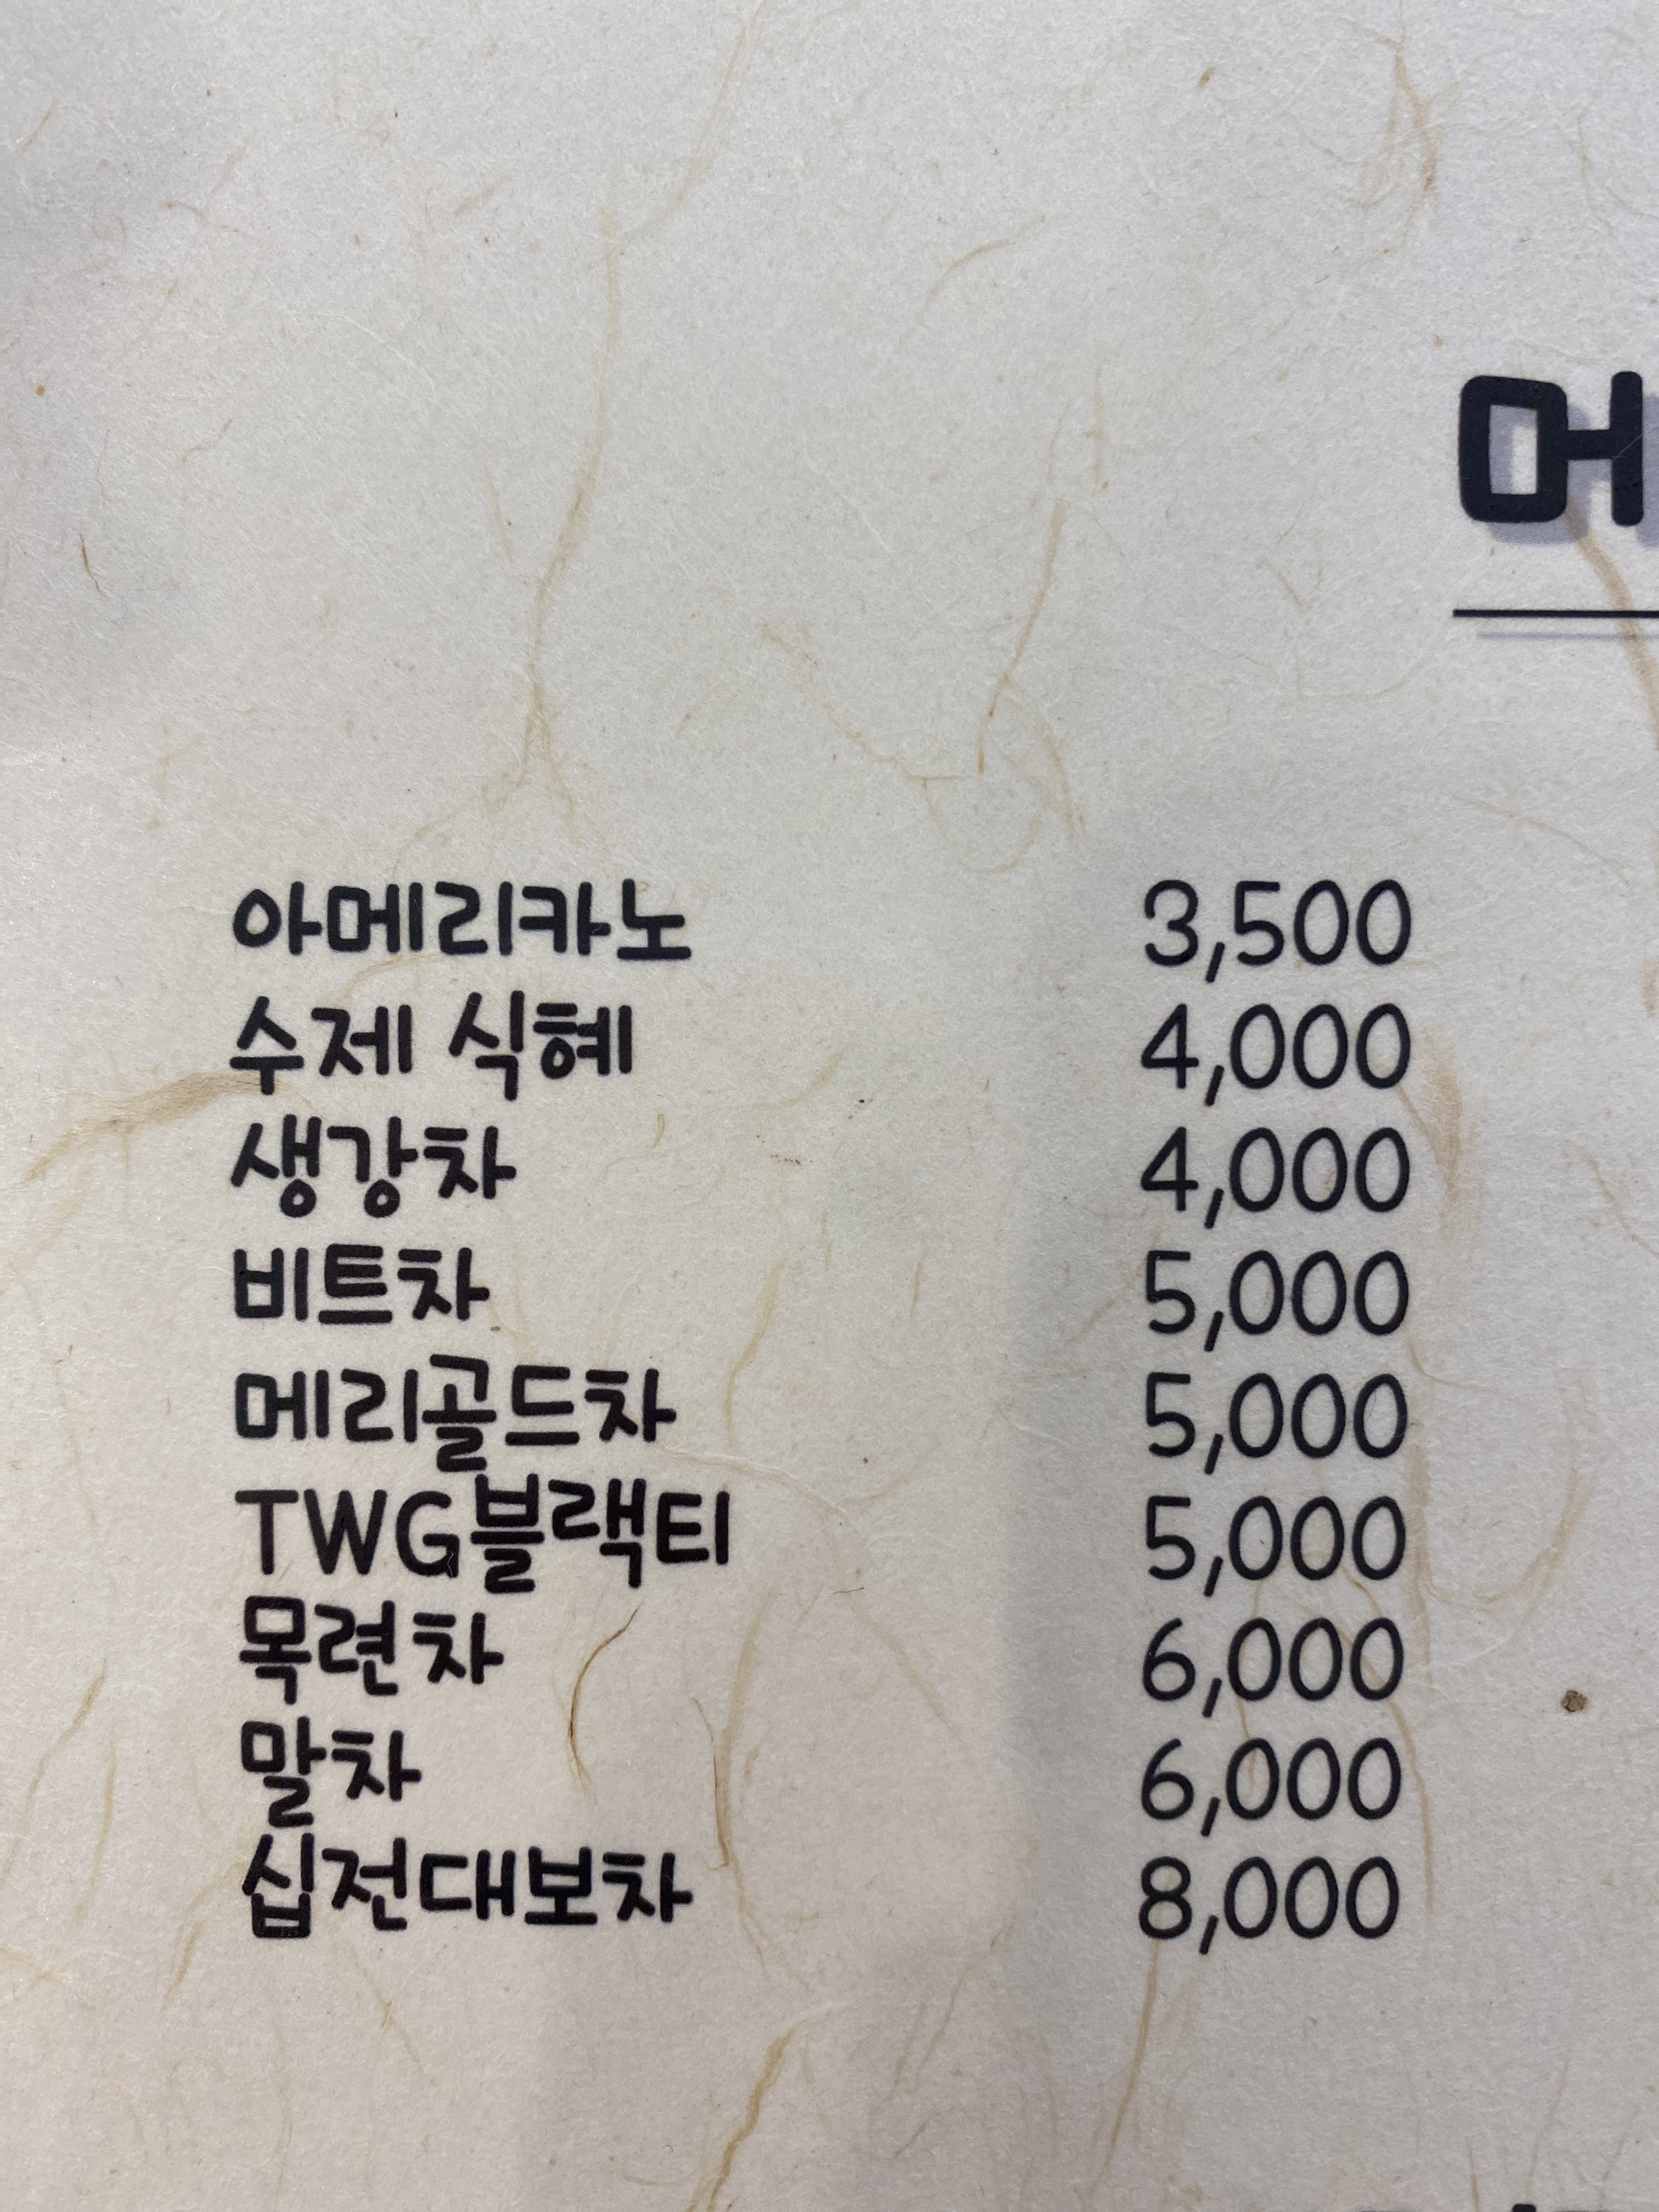 아메리카노 3,500
수제 식혜 4,000
생강차 4,000
비트차 5,000
메리골드차 5,000
TWG블랙티 5,000
목련차 6,000
말차 6,000
십전대보차 8,000